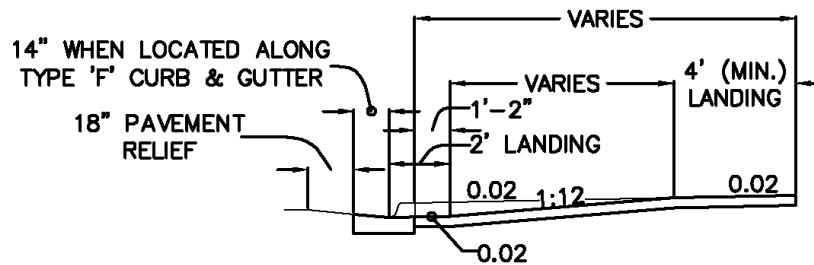 VARIES
14" WHEN LOCATED ALONG
TYPE 'F' CURB & GUTTER
VARIES
4' (MIN.)
LANDING
1'-2"
18" PAVEMENT
RELIEF
2' LANDING
0.02
1:12
0.02
0.02